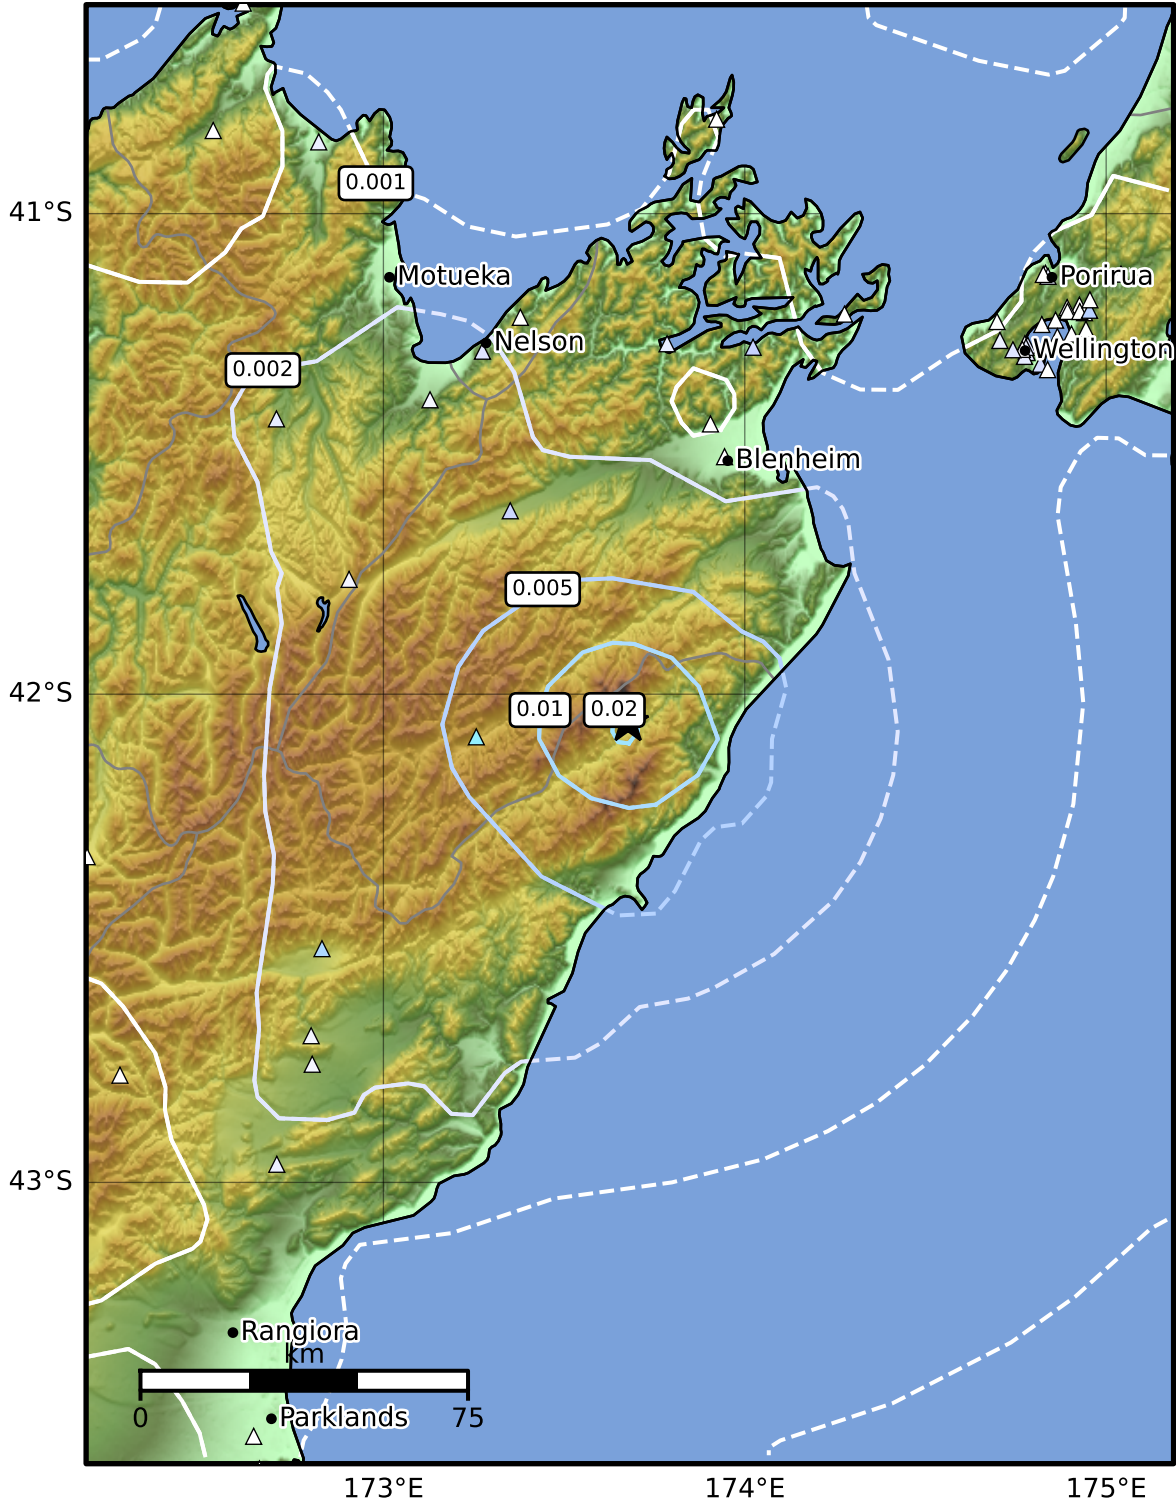 0.001
41°S
Motueka
Porirua
Nelson
Wellington
0.002
Blenheim
0.005
42°S
0.01
0.02
43°S
Rangiora
km
0
75
Parklands
173°E
174°E
175°E